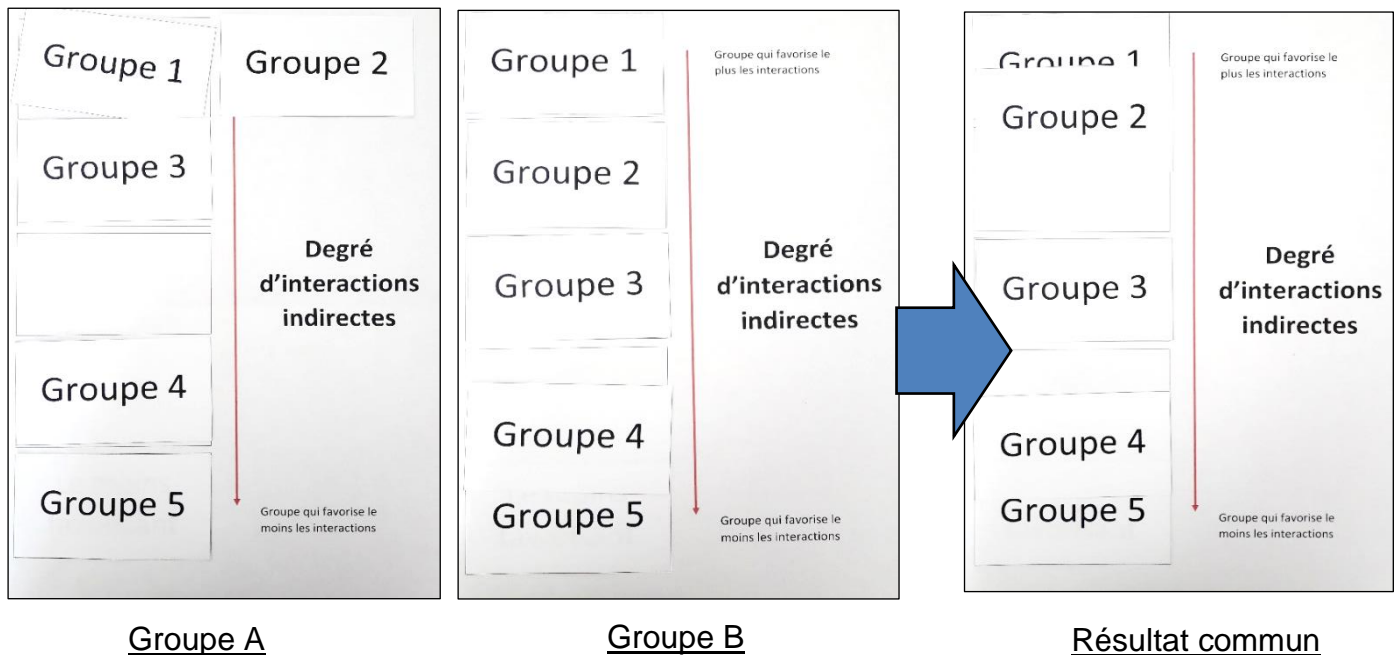 Groupe 1
Groupe 2
Groupe 3
Degré
d'interactions
indirectes
Groupe 4
Groupe 5
Groupe qui favorise le
moins les interactions
Groupe A
Groupe 1
Groupe qui favorise le
plus les interactions
Groupe 2
Groupe 3
Degré
d'interactions
indirectes
Groupe 4
Groupe 5
Groupe qui favorise le
moins les interactions
Groupe B
Groupe 1
Groupe qui favorise le
plus les interactions
Groupe 2
Groupe 3
Degré
d'interactions
indirectes
Groupe 4
Groupe 5
Groupe qui favorise le
moins les interactions
Résultat commun